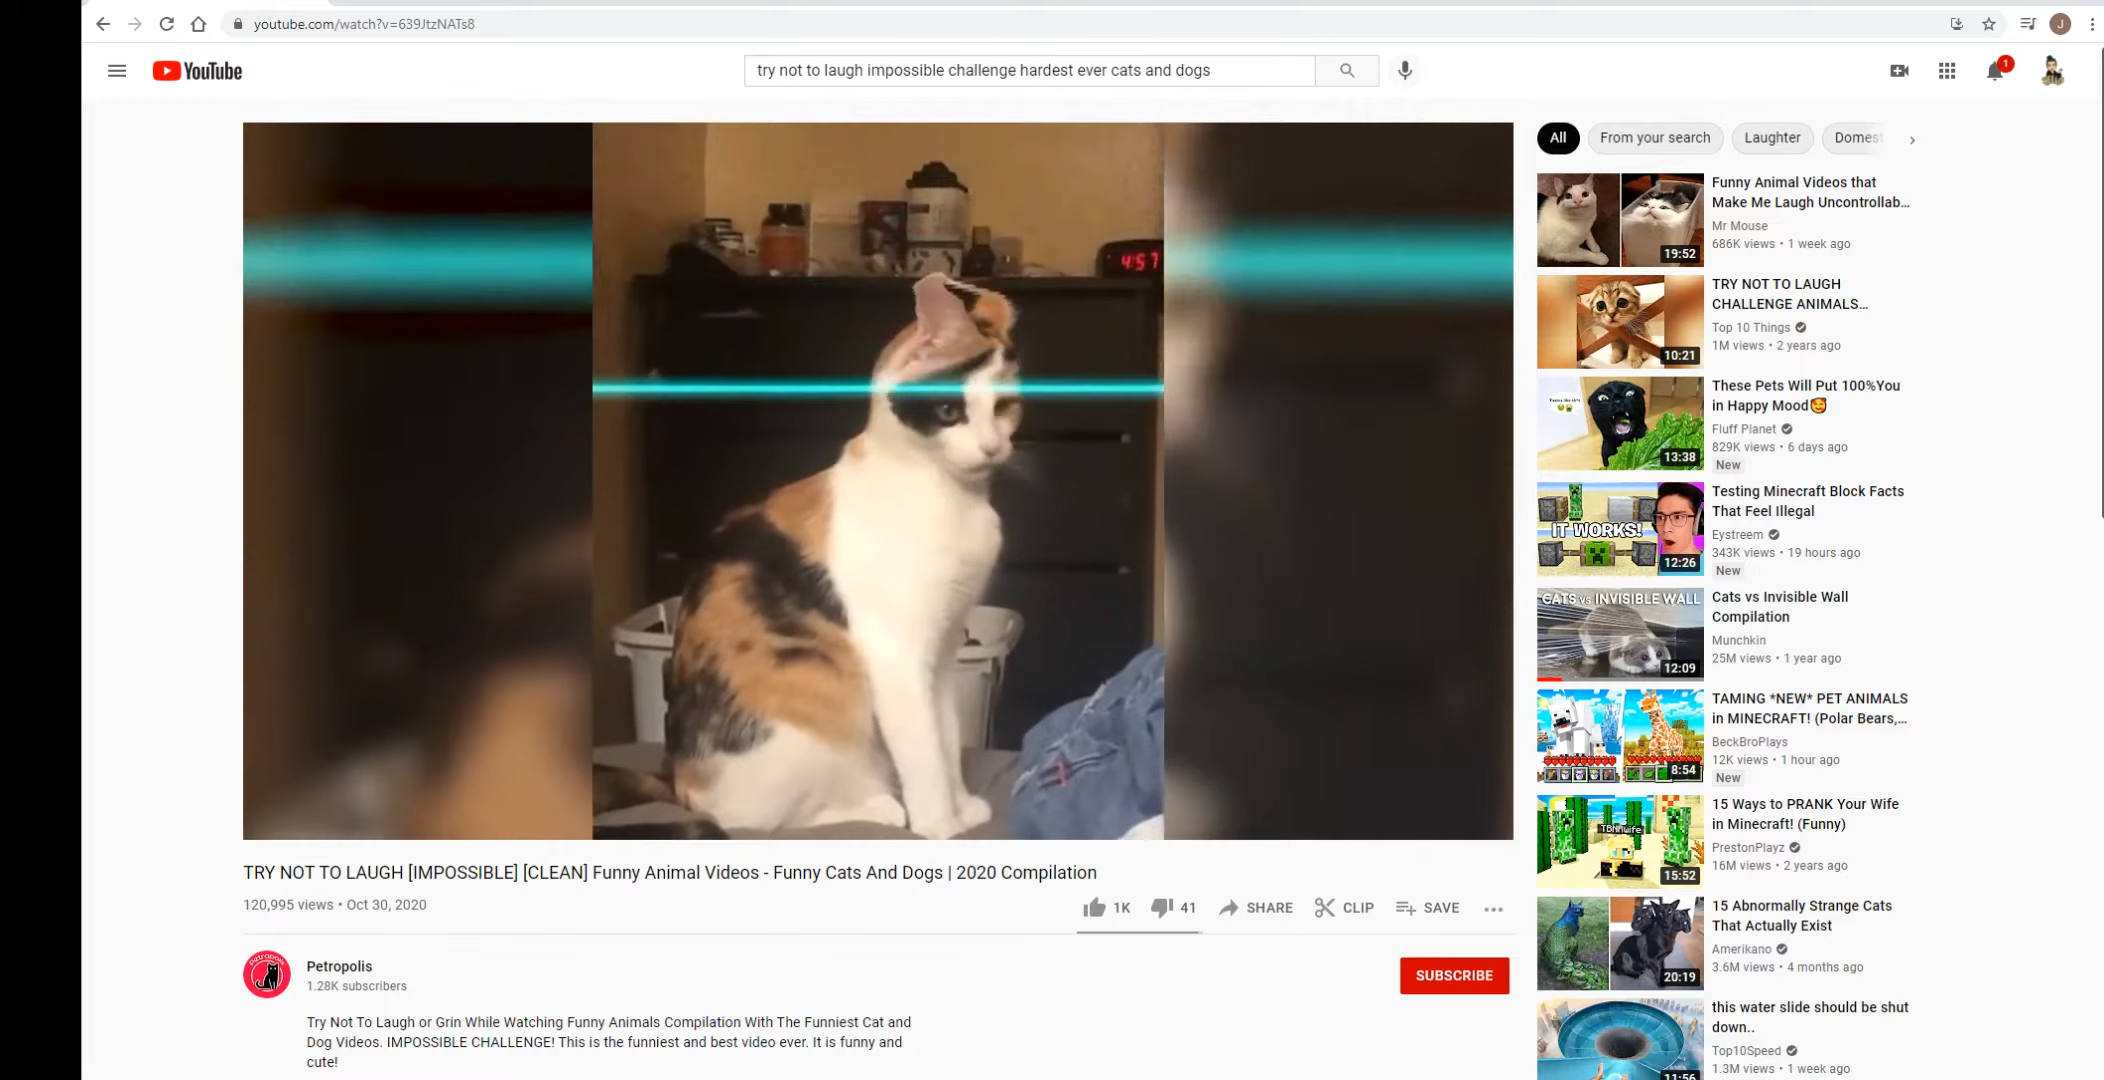 youtube.com/watch?v=639JtzNATs8
J
YouTube
try not to laugh impossible challenge hardest ever cats and dogs
1
4:57
TRY NOT TO LAUGH [IMPOSSIBLE] [CLEAN] Funny Animal Videos - Funny Cats And Dogs | 2020 Compilation
120,995 views • Oct 30, 2020
1K
41
SHARE
CLIP
SAVE
petropolis
Petropolis
1.28K subscribers
SUBSCRIBE
Try Not To Laugh or Grin While Watching Funny Animals Compilation With The Funniest Cat and
Dog Videos. IMPOSSIBLE CHALLENGE! This is the funniest and best video ever. It is funny and
cute!
All
From your search
Laughter
Domest
19:52
Funny Animal Videos that
Make Me Laugh Uncontrollab...
Mr Mouse
686K views • 1 week ago
10:21
TRY NOT TO LAUGH
CHALLENGE ANIMALS...
Top 10 Things
1M views • 2 years ago
13:38
These Pets Will Put 100%You
in Happy Mood🥰
Fluff Planet
829K views • 6 days ago
New
IT WORKS!
12:26
Testing Minecraft Block Facts
That Feel Illegal
Eystreem
343K views • 19 hours ago
New
CATS vs INVISIBLE WALL
12:09
Cats vs Invisible Wall
Compilation
Munchkin
25M views • 1 year ago
8:54
TAMING *NEW* PET ANIMALS
in MINECRAFT! (Polar Bears,...
BeckBroPlays
12K views • 1 hour ago
New
TBNRwife
15:52
15 Ways to PRANK Your Wife
in Minecraft! (Funny)
PrestonPlayz
16M views • 2 years ago
20:19
15 Abnormally Strange Cats
That Actually Exist
Amerikano
3.6M views • 4 months ago
11:56
this water slide should be shut
down..
Top10Speed
1.3M views • 1 week ago